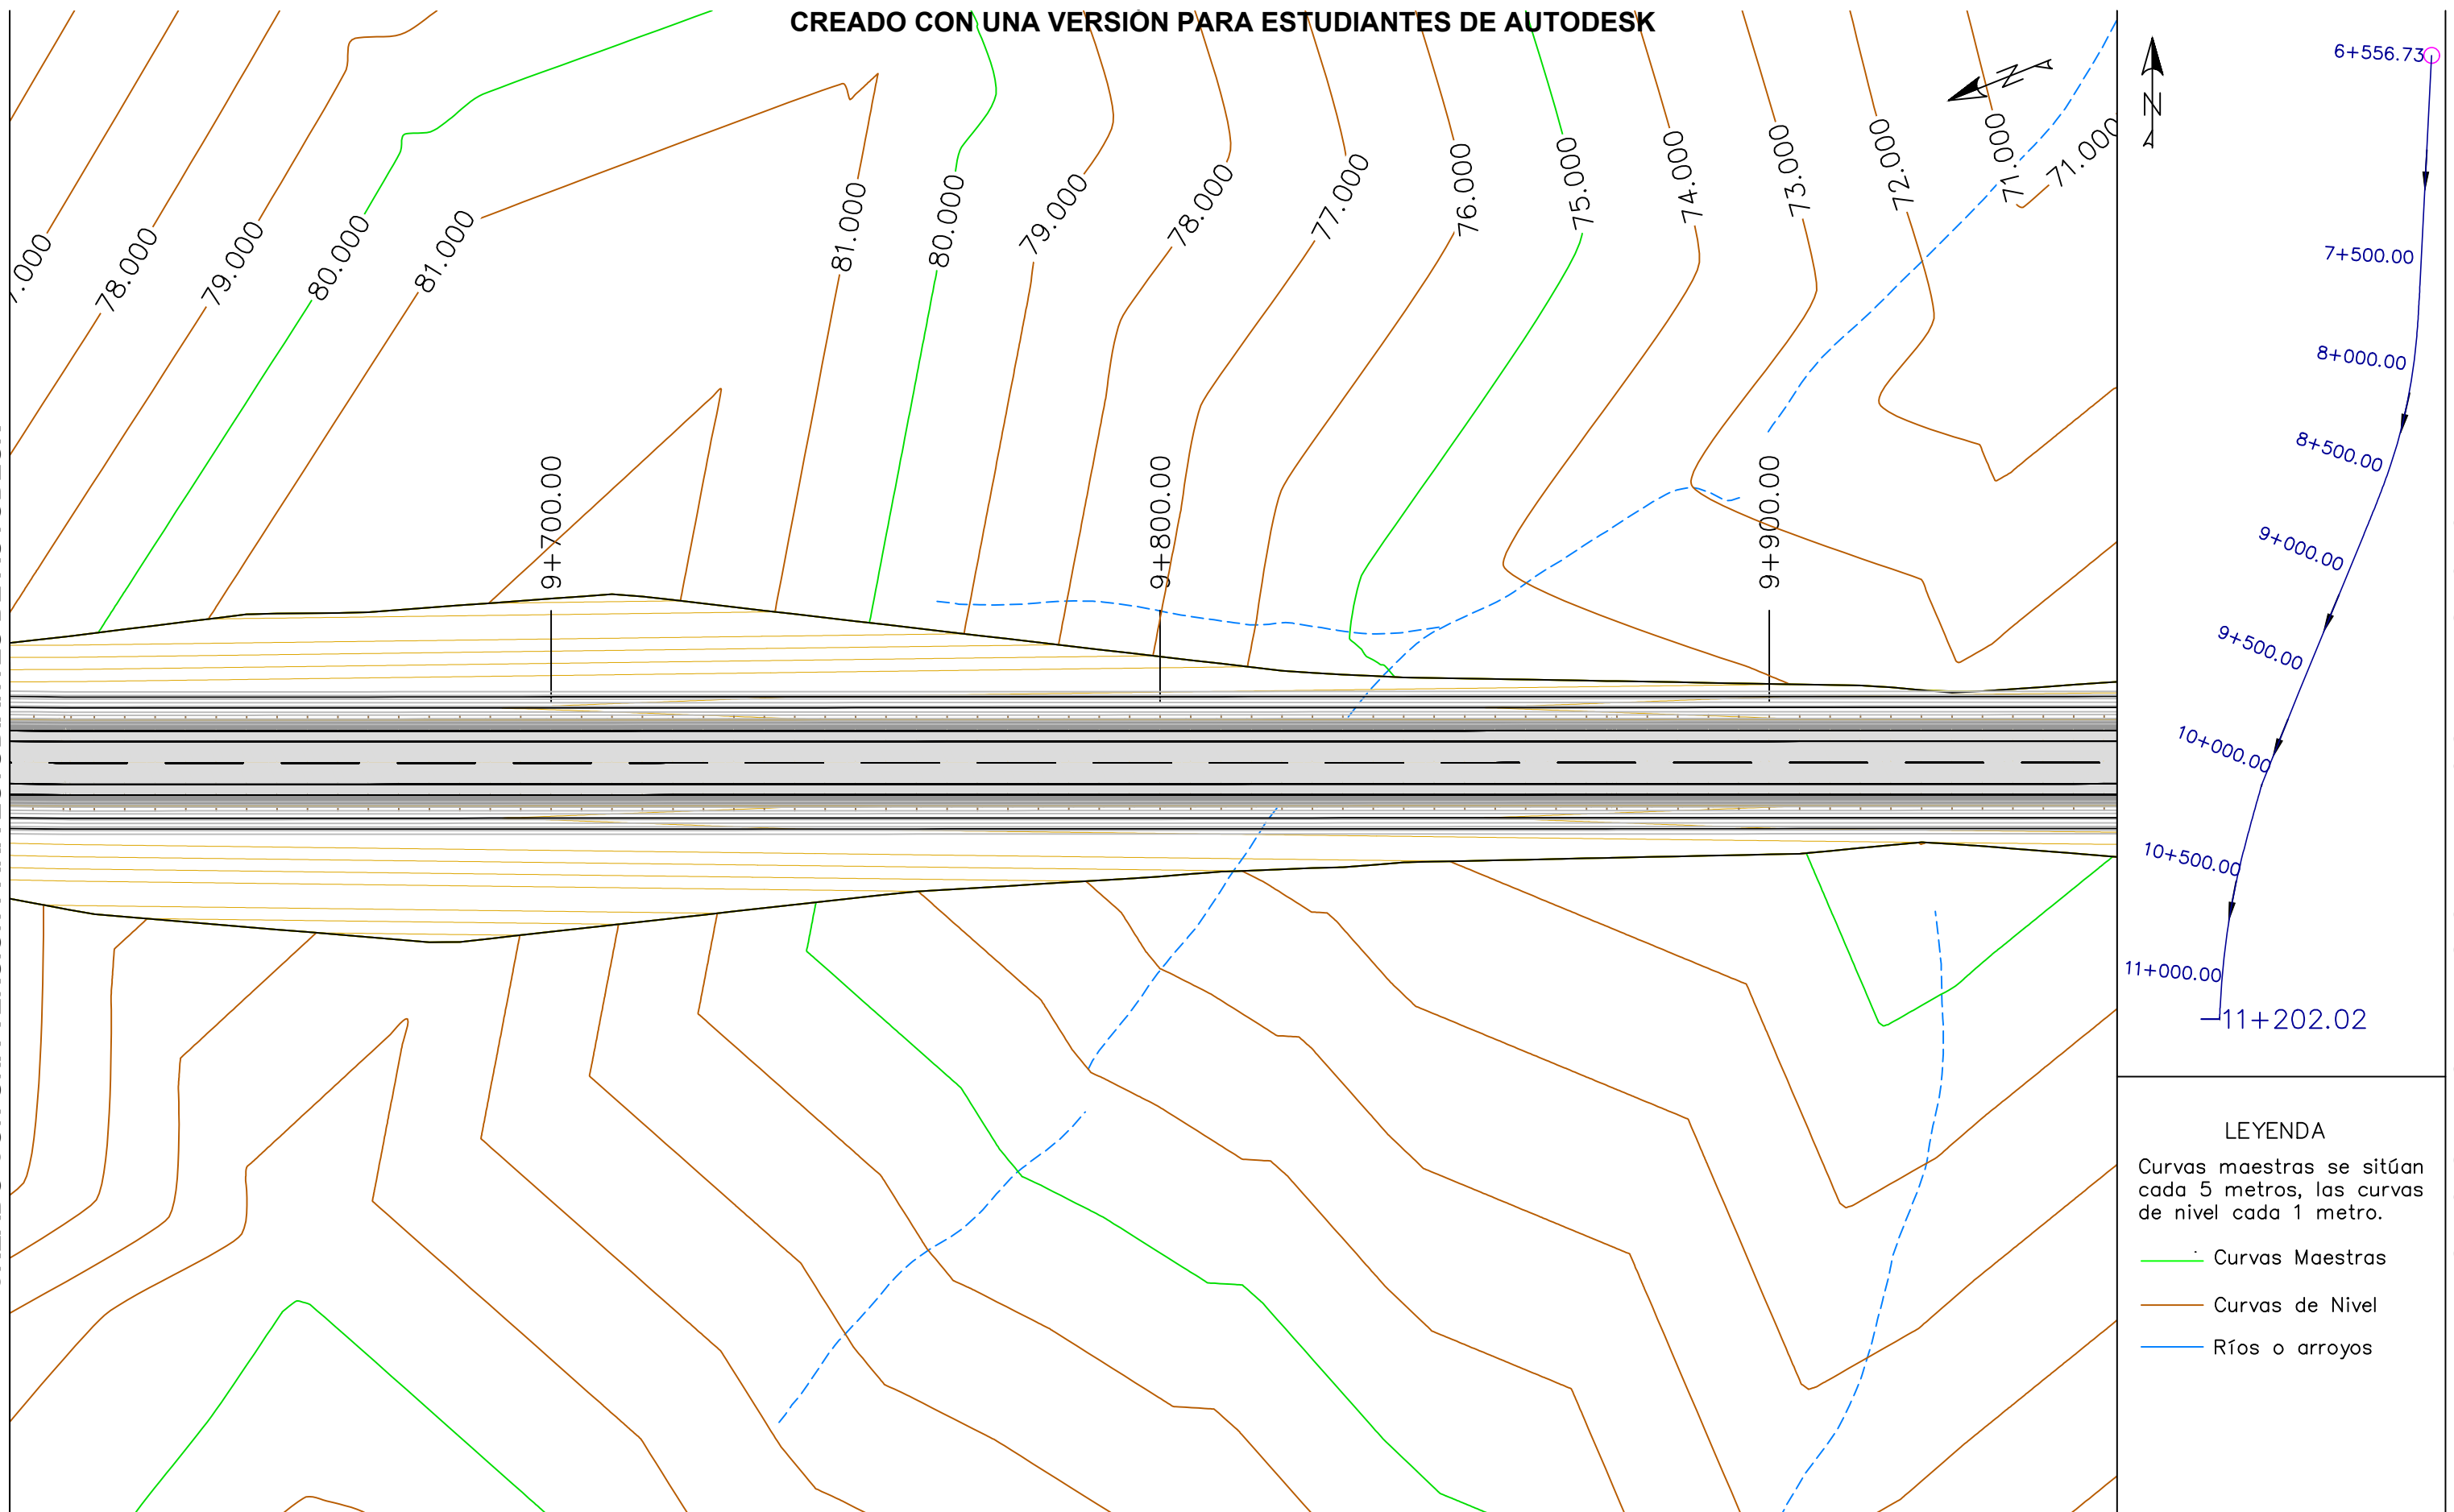 CREADO CON UNA VERSIÓN PARA ESTUDIANTES DE AUTODESK
78.000
79.000
80.000
81.000
81.000
80.000
79.000
78.000
77.000
76.000
75.000
74.000
73.000
72.000
71.000
71.000
N
9+700.00
9+800.00
9+900.00
N
6+556.73
7+500.00
8+000.00
8+500.00
9+000.00
9+500.00
10+000.00
10+500.00
11+000.00
11+202.02
LEYENDA
Curvas maestras se sitúan
cada 5 metros, las curvas
de nivel cada 1 metro.
Curvas Maestras
Curvas de Nivel
Ríos o arroyos